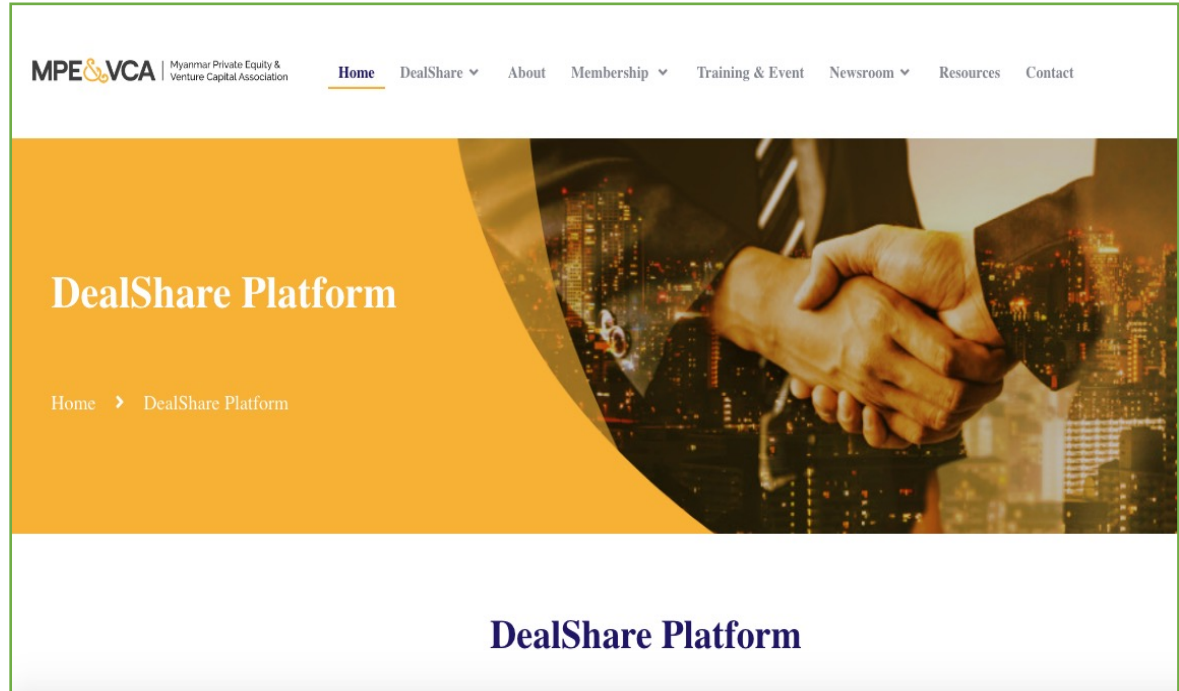 MPE&VCA
Myanmar Private Equity &
Venture Capital Association
Home DealShare About Membership Training & Event Newsroom Resources Contact
DealShare Platform
Home > DealShare Platform
DealShare Platform